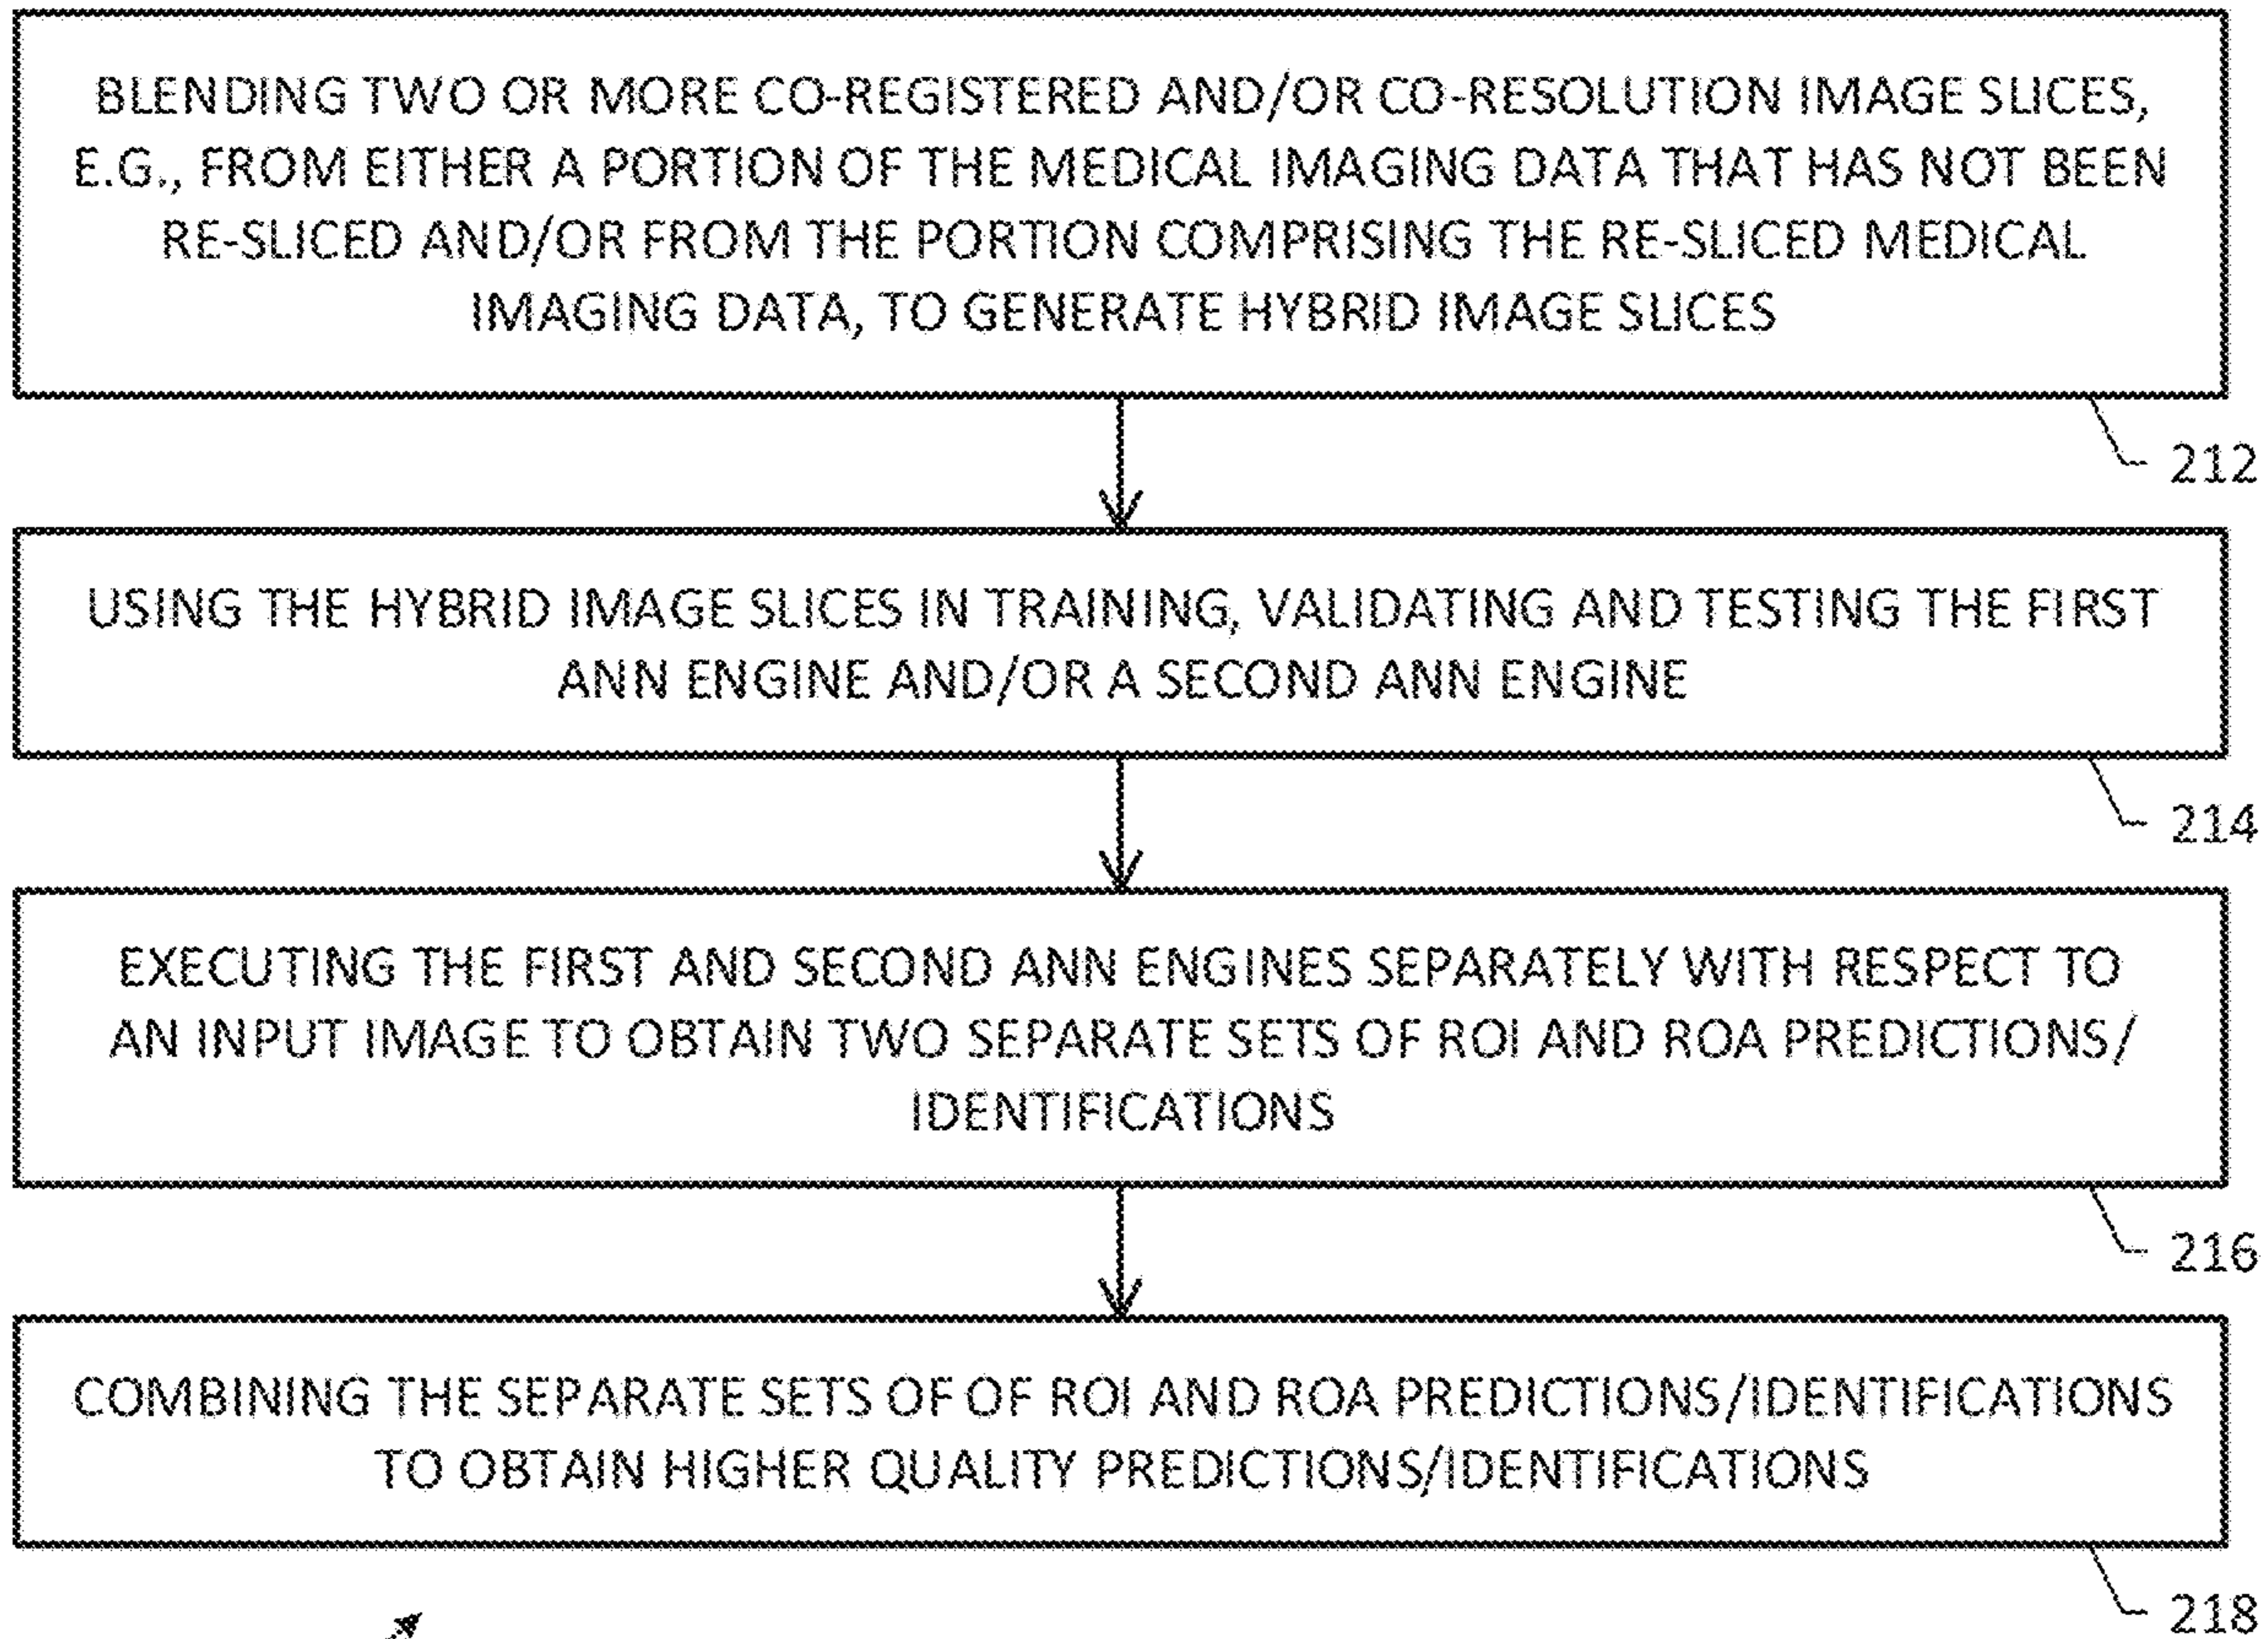 BLENDING TWO OR MORE CO-REGISTERED AND/OR CO-RESOLUTION IMAGE SLICES,
E.G., FROM EITHER A PORTION OF THE MEDICAL IMAGING DATA THAT HAS NOT BEEN
RE-SLICED AND/OR FROM THE PORTION COMPRISING THE RE-SLICED MEDICAL
IMAGING DATA, TO GENERATE HYBRID IMAGE SLICES
212
USING THE HYBRID IMAGE SLICES IN TRAINING, VALIDATING AND TESTING THE FIRST
ANN ENGINE AND/OR A SECOND ANN ENGINE
214
EXECUTING THE FIRST AND SECOND ANN ENGINES SEPARATELY WITH RESPECT TO
AN INPUT IMAGE TO OBTAIN TWO SEPARATE SETS OF ROI AND ROA PREDICTIONS/
IDENTIFICATIONS
216
COMBINING THE SEPARATE SETS OF OF ROI AND ROA PREDICTIONS/IDENTIFICATIONS
TO OBTAIN HIGHER QUALITY PREDICTIONS/IDENTIFICATIONS
218